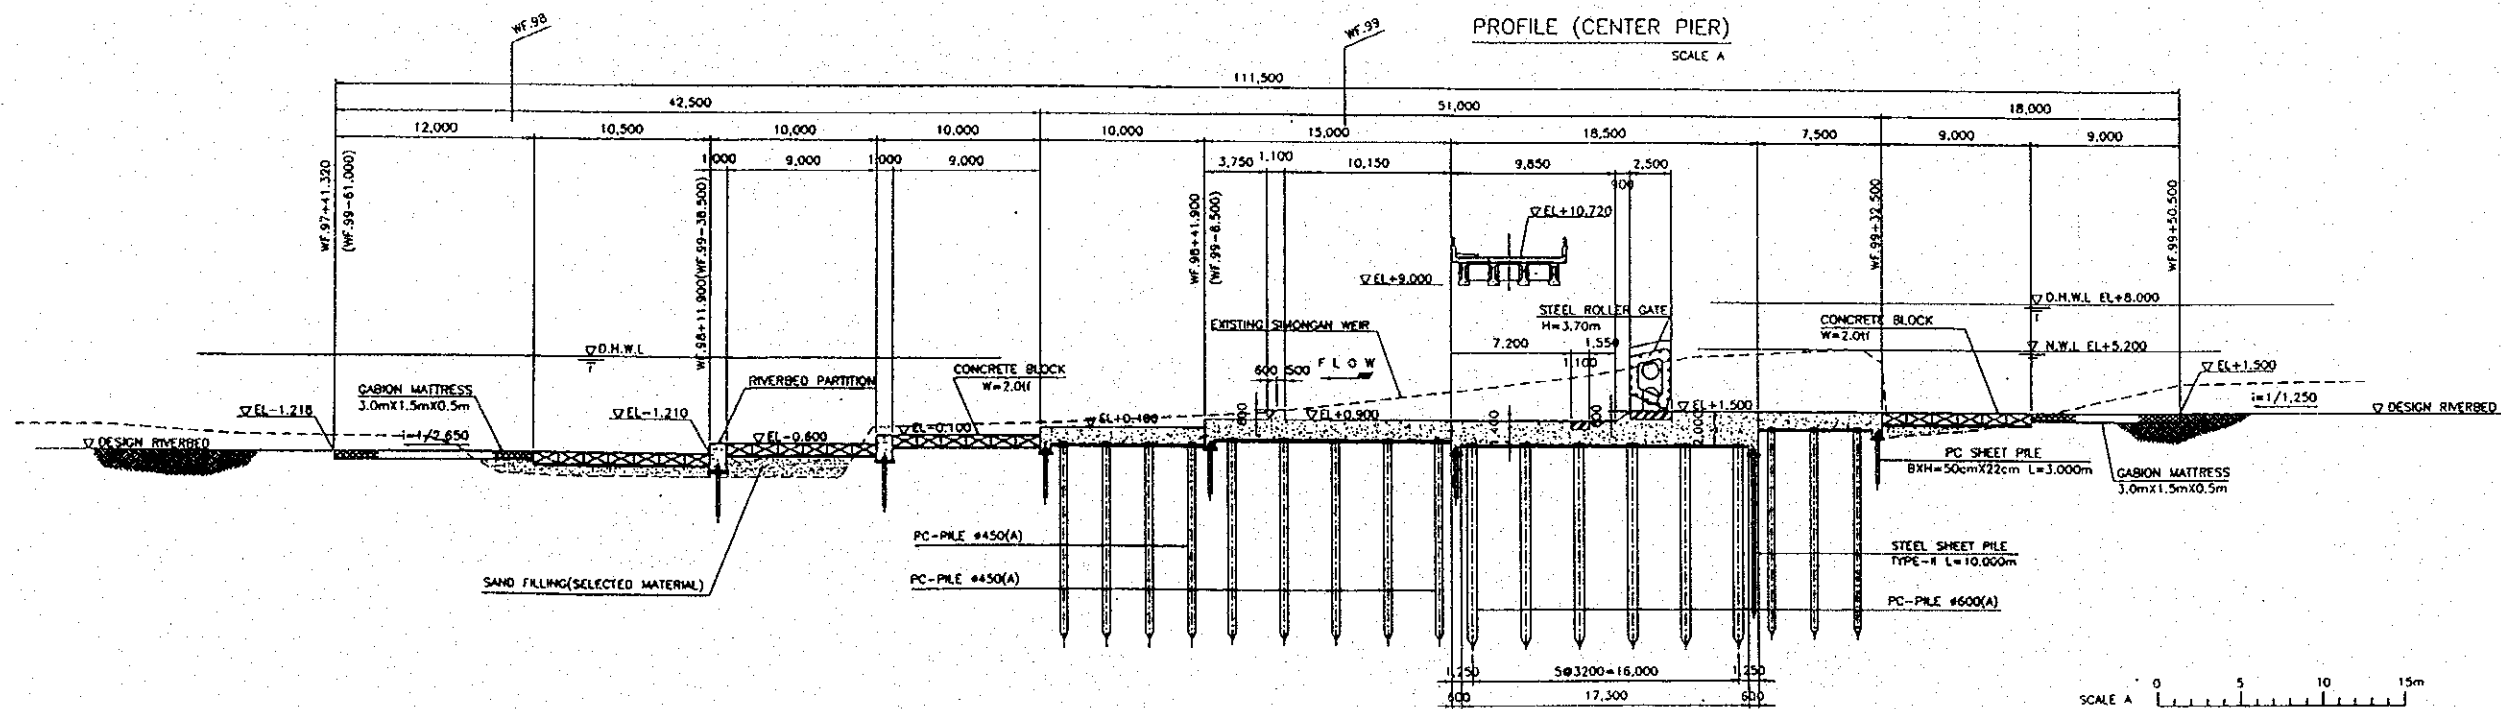 PROFILE (CENTER PIER)
SCALE A
WF.98
WF.99
111,500
42,500
51,000
18,000
12,000
10,500
10,000
10,000
10,000
15,000
18,500
7,500
9,000
9,000
1,000
9,000
1,000
9,000
3,750
1,100
10,150
9,850
2,500
900
WF.97+41.320
(WF.99-61.000)
WF.98+11.900(WF.99-38.500)
WF.98+41.900
(WF.99-8.500)
WF.99+32.500
WF.99+50.500
EL+10.720
EL+9.000
D.H.W.L EL+8.000
STEEL ROLLER GATE
H=3.70m
CONCRETE BLOCK
W=2.0tf
EXISTING SIMONGAN WEIR
7.200
1,550
1,100
N.W.L EL+5.200
D.H.W.L
EL+1.500
FLOW
600
500
CONCRETE BLOCK
W=2.0tf
RIVERBED PARTITION
GABION MATTRESS
3.0mX1.5mX0.5m
i=1/1,250
EL-1.218
EL-1.210
EL+0.900
EL+1.500
DESIGN RIVERBED
EL-0.100
i=1/2,650
EL-0.600
DESIGN RIVERBED
PC SHEET PILE
BXH=50cmX22cm L=3.000m
GABION MATTRESS
3.0mX1.5mX0.5m
PC-PILE
STEEL SHEET PILE
L=10.000m
PC-PILE
SAND FILLING(SELECTED MATERIAL)
PC-PILE
1,250
5@3200=16,000
1,250
600
17,300
600
SCALE A
0 5 10 15m